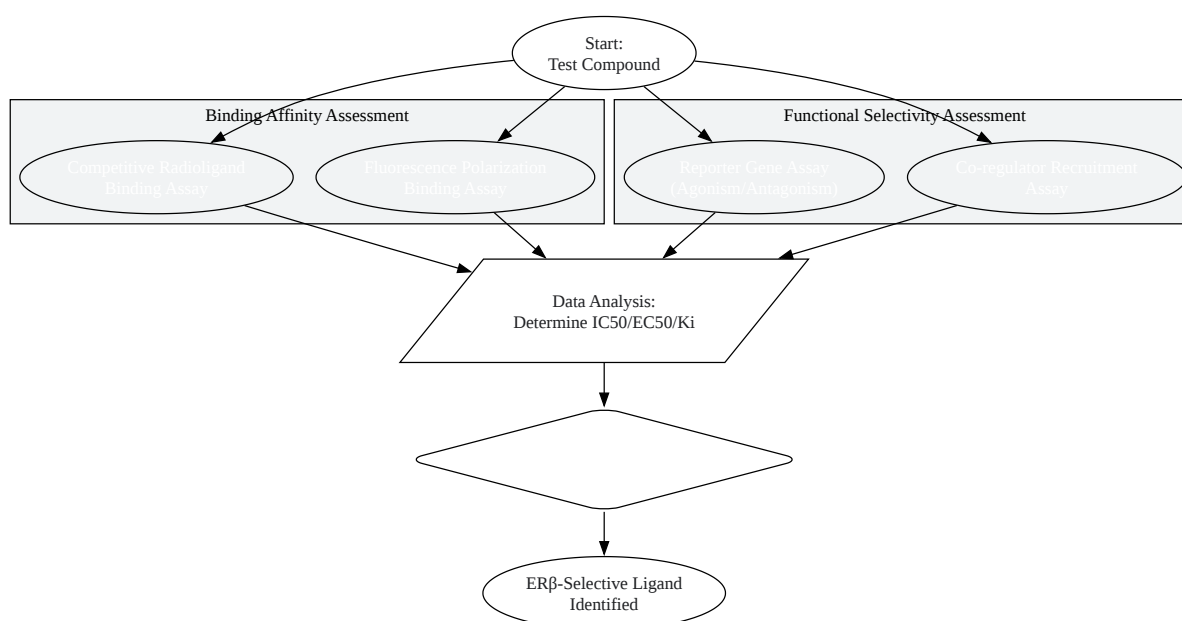 Start:
Test Compound
Binding Affinity Assessment
Functional Selectivity Assessment
Competitive Radioligand
Binding Assay
Fluorescence Polarization
Binding Assay
Reporter Gene Assay
(Agonism/Antagonism)
Co-regulator Recruitment
Assay
Data Analysis:
Determine IC50/EC50/Ki
ERβ-Selective Ligand
Identified